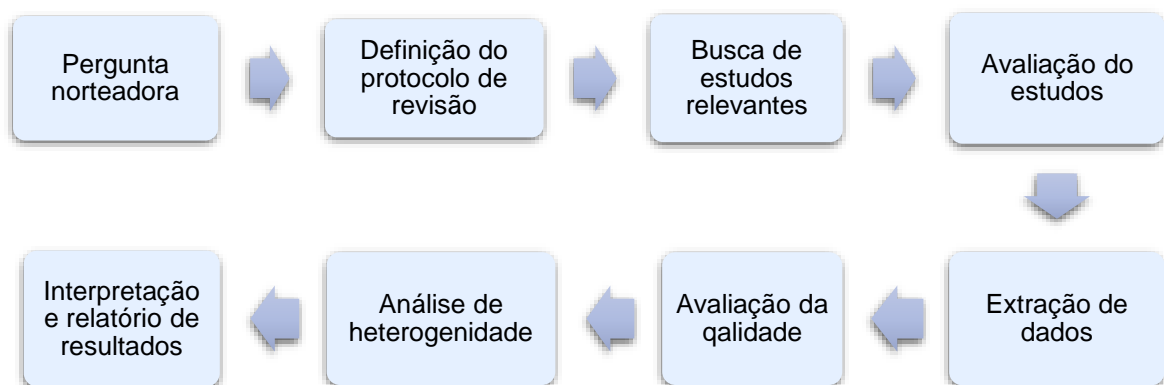 Pergunta
norteadora
Definição do
protocolo de
revisão
Busca de
estudos
relevantes
Avaliação do
estudos
Extração de
dados
Avaliação da
qalidade
Análise de
heterogenidade
Interpretação
e relatório de
resultados